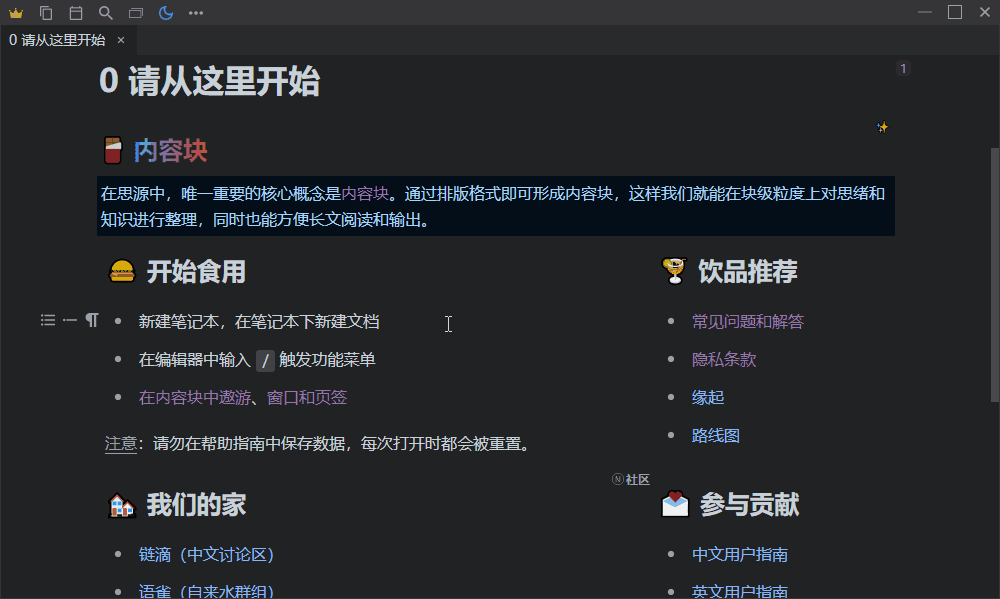 0 请从这里开始
0 请从这里开始
1
内容块
在思源中，唯一重要的核心概念是内容块。通过排版格式即可形成内容块，这样我们就能在块级粒度上对思绪和
知识进行整理，同时也能方便长文阅读和输出。
开始食用
新建笔记本，在笔记本下新建文档
在编辑器中输入 / 触发功能菜单
在内容块中遨游、窗口和页签
注意：请勿在帮助指南中保存数据，每次打开时都会被重置。
饮品推荐
常见问题和解答
隐私条款
缘起
路线图
Ⓝ社区
我们的家
链滴（中文讨论区）
语雀（自来水群组）
参与贡献
中文用户指南
英文用户指南